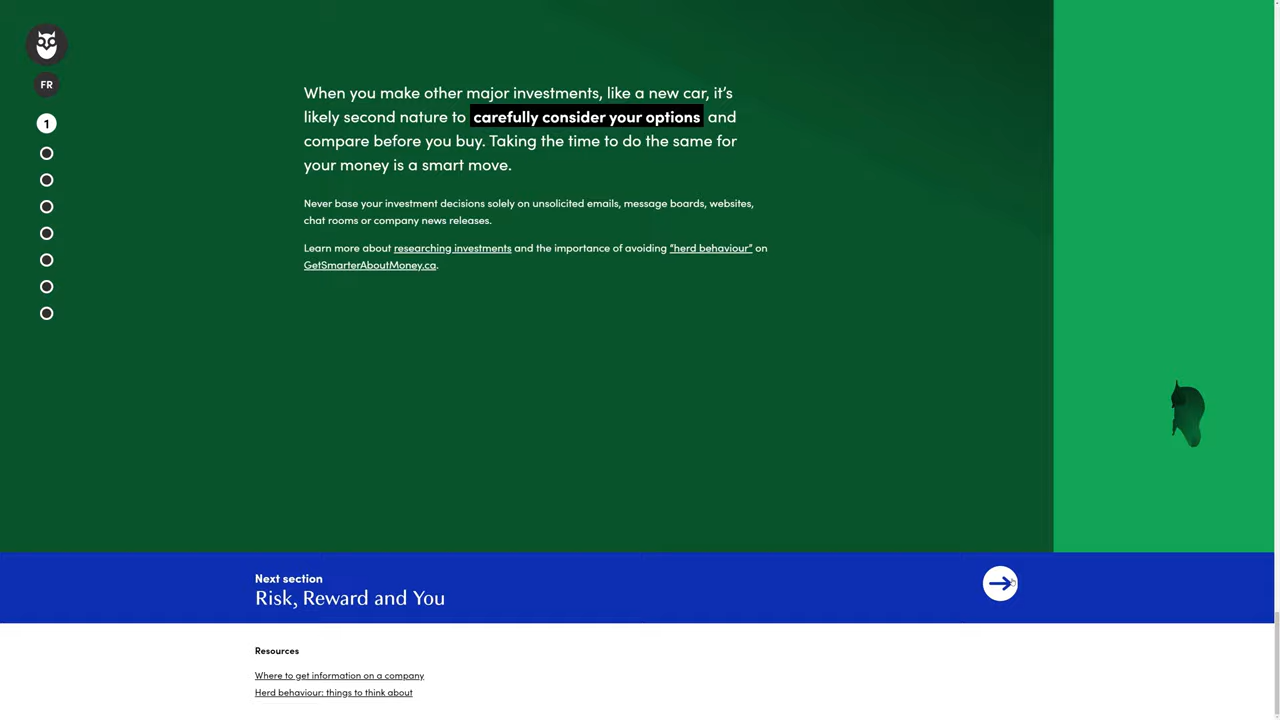 FR
1
When you make other major investments, like a new car, it's
likely second nature to carefully consider your options and
compare before you buy. Taking the time to do the same for
your money is a smart move.
Never base your investment decisions solely on unsolicited emails, message boards, websites,
chat rooms or company news releases.
Learn more about researching investments and the importance of avoiding "herd behaviour" on
GetSmarterAboutMoney.ca.
Next section
Risk, Reward and You
Resources
Where to get information on a company
Herd behaviour: things to think about